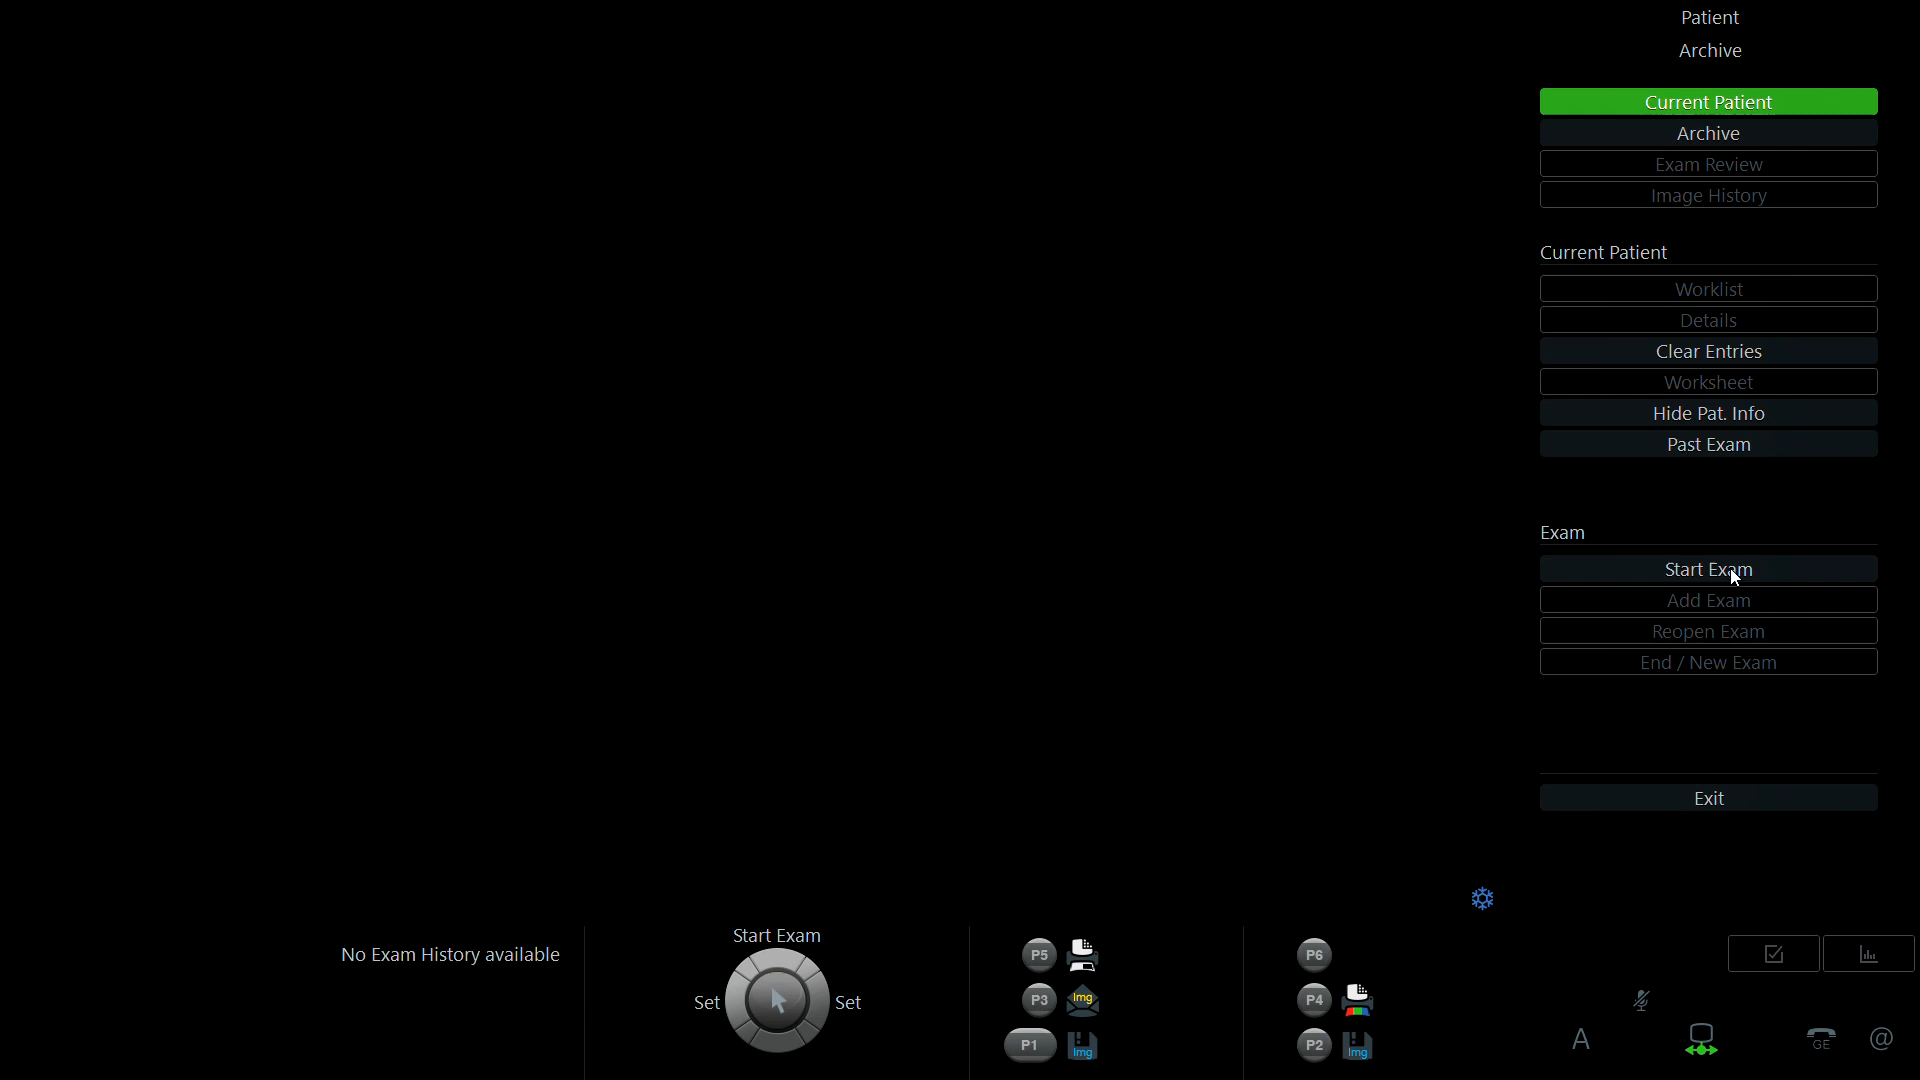 Patient
Archive
Current Patient
Archive
Exam Review
Image History
Current Patient
Worklist
Details
Clear Entries
Worksheet
Hide Pat. Info
Past Exam
Exam
Start Exam
Add Exam
Reopen Exam
End / New Exam
Exit
No Exam History available
Start Exam
Set Set
P5
P3 Img
P1 Img
P6
P4
P2 Img
A GE @